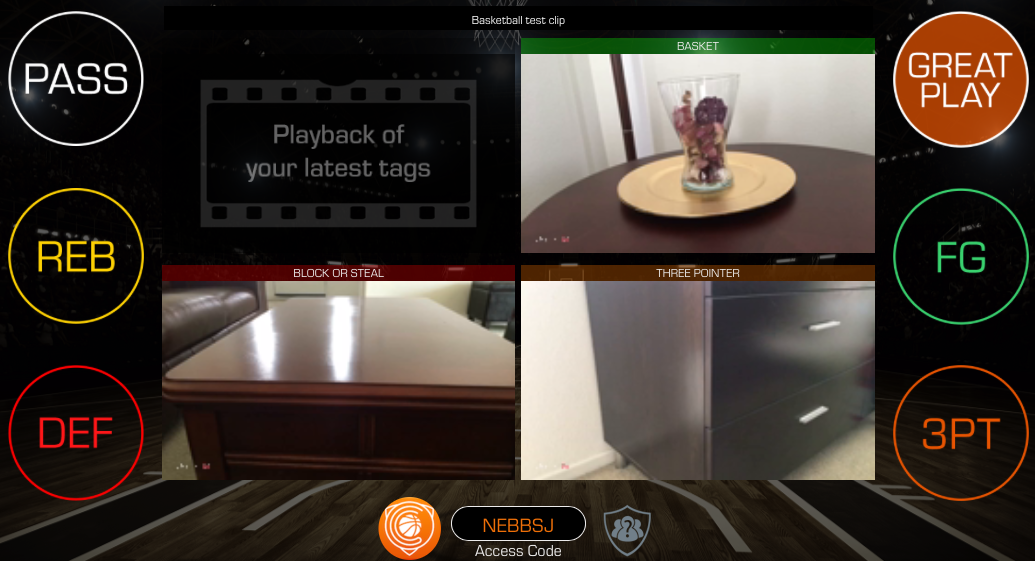 Basketball test clip
PASS
GREAT
PLAY
BASKET
Playback of
your latest tags
REB
FG
BLOCK OR STEAL
THREE POINTER
DEF
3PT
NEBBSJ
Access Code